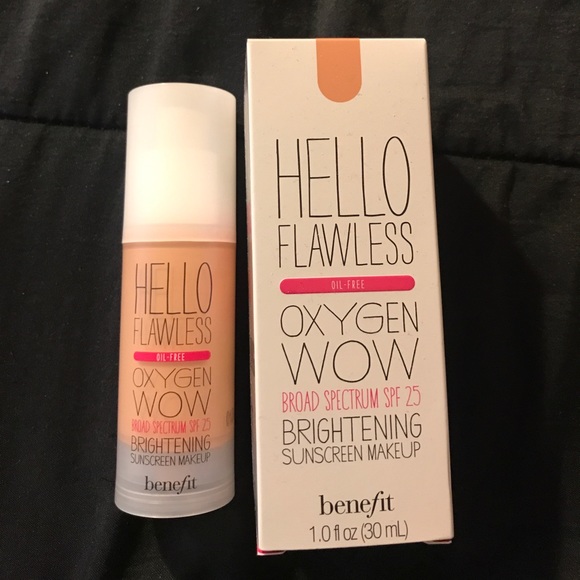 HELLO
FLAWLESS
OIL-FREE
OXYGEN
WOW
BROAD SPECTRUM SPF 25
BRIGHTENING
SUNSCREEN MAKEUP
benefit
HELLO
FLAWLESS
OIL-FREE
OXYGEN
WOW
BROAD SPECTRUM SPF 25
BRIGHTENING
SUNSCREEN MAKEUP
benefit
1.0 fl oz (30 mL)